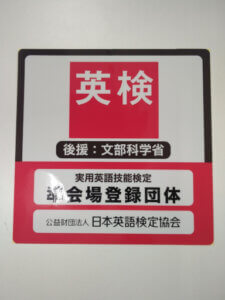 英検
後援：文部科学省
実用英語技能検定
準会場登録団体
公益財団法人 日本英語検定協会